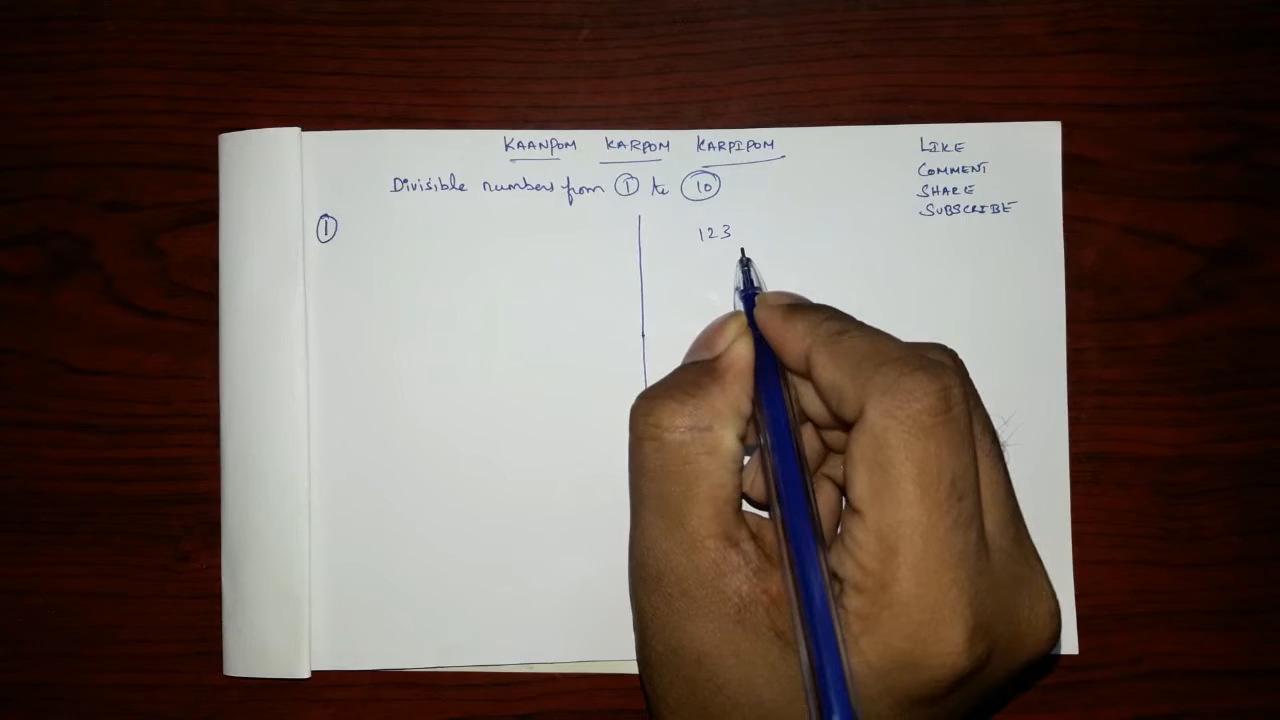 KAANPOM KARPOM KARPIPOM
Divisible numbers from 1 to 10
LIKE
COMMENT
SHARE
SUBSCRIBE
1
123